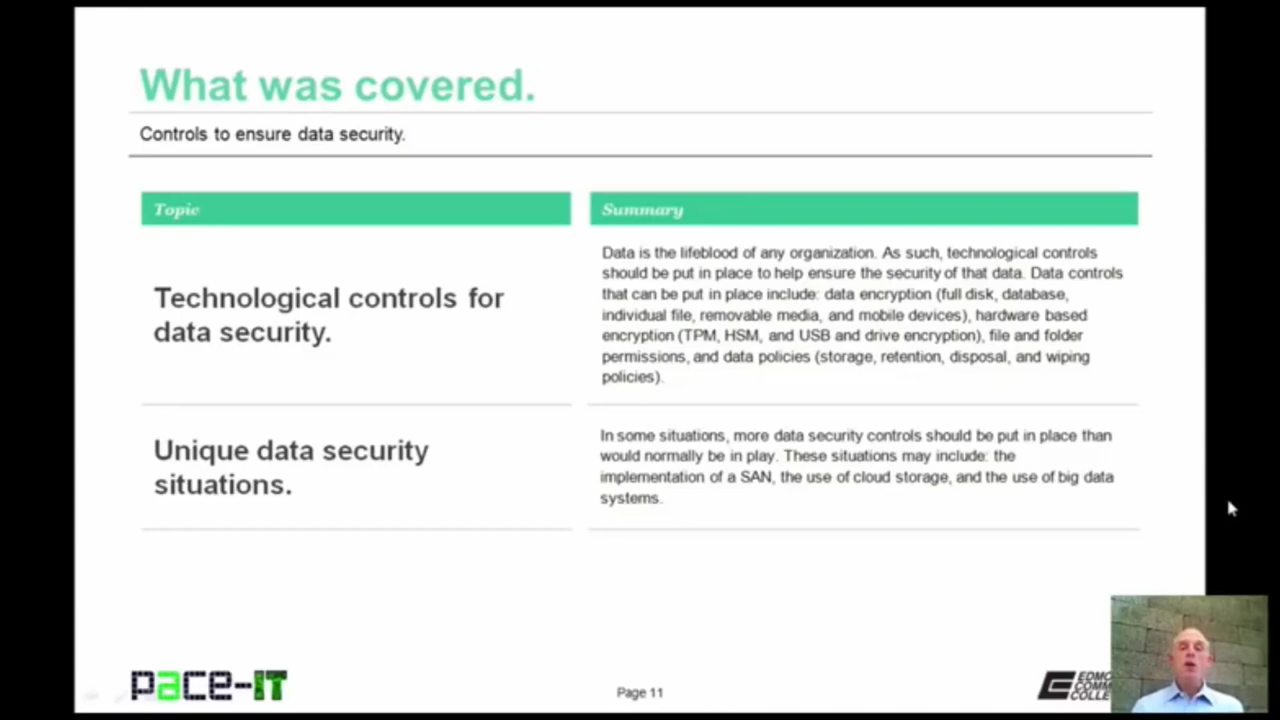 What was covered.
Controls to ensure data security.
Topic
Summary
Technological controls for
data security.
Data is the lifeblood of any organization. As such, technological controls
should be put in place to help ensure the security of that data. Data controls
that can be put in place include: data encryption (full disk, database,
individual file, removable media, and mobile devices), hardware based
encryption (TPM, HSM, and USB and drive encryption), file and folder
permissions, and data policies (storage, retention, disposal, and wiping
policies).
Unique data security
situations.
In some situations, more data security controls should be put in place than
would normally be in play. These situations may include: the
implementation of a SAN, the use of cloud storage, and the use of big data
systems.
pace-IT
Page 11